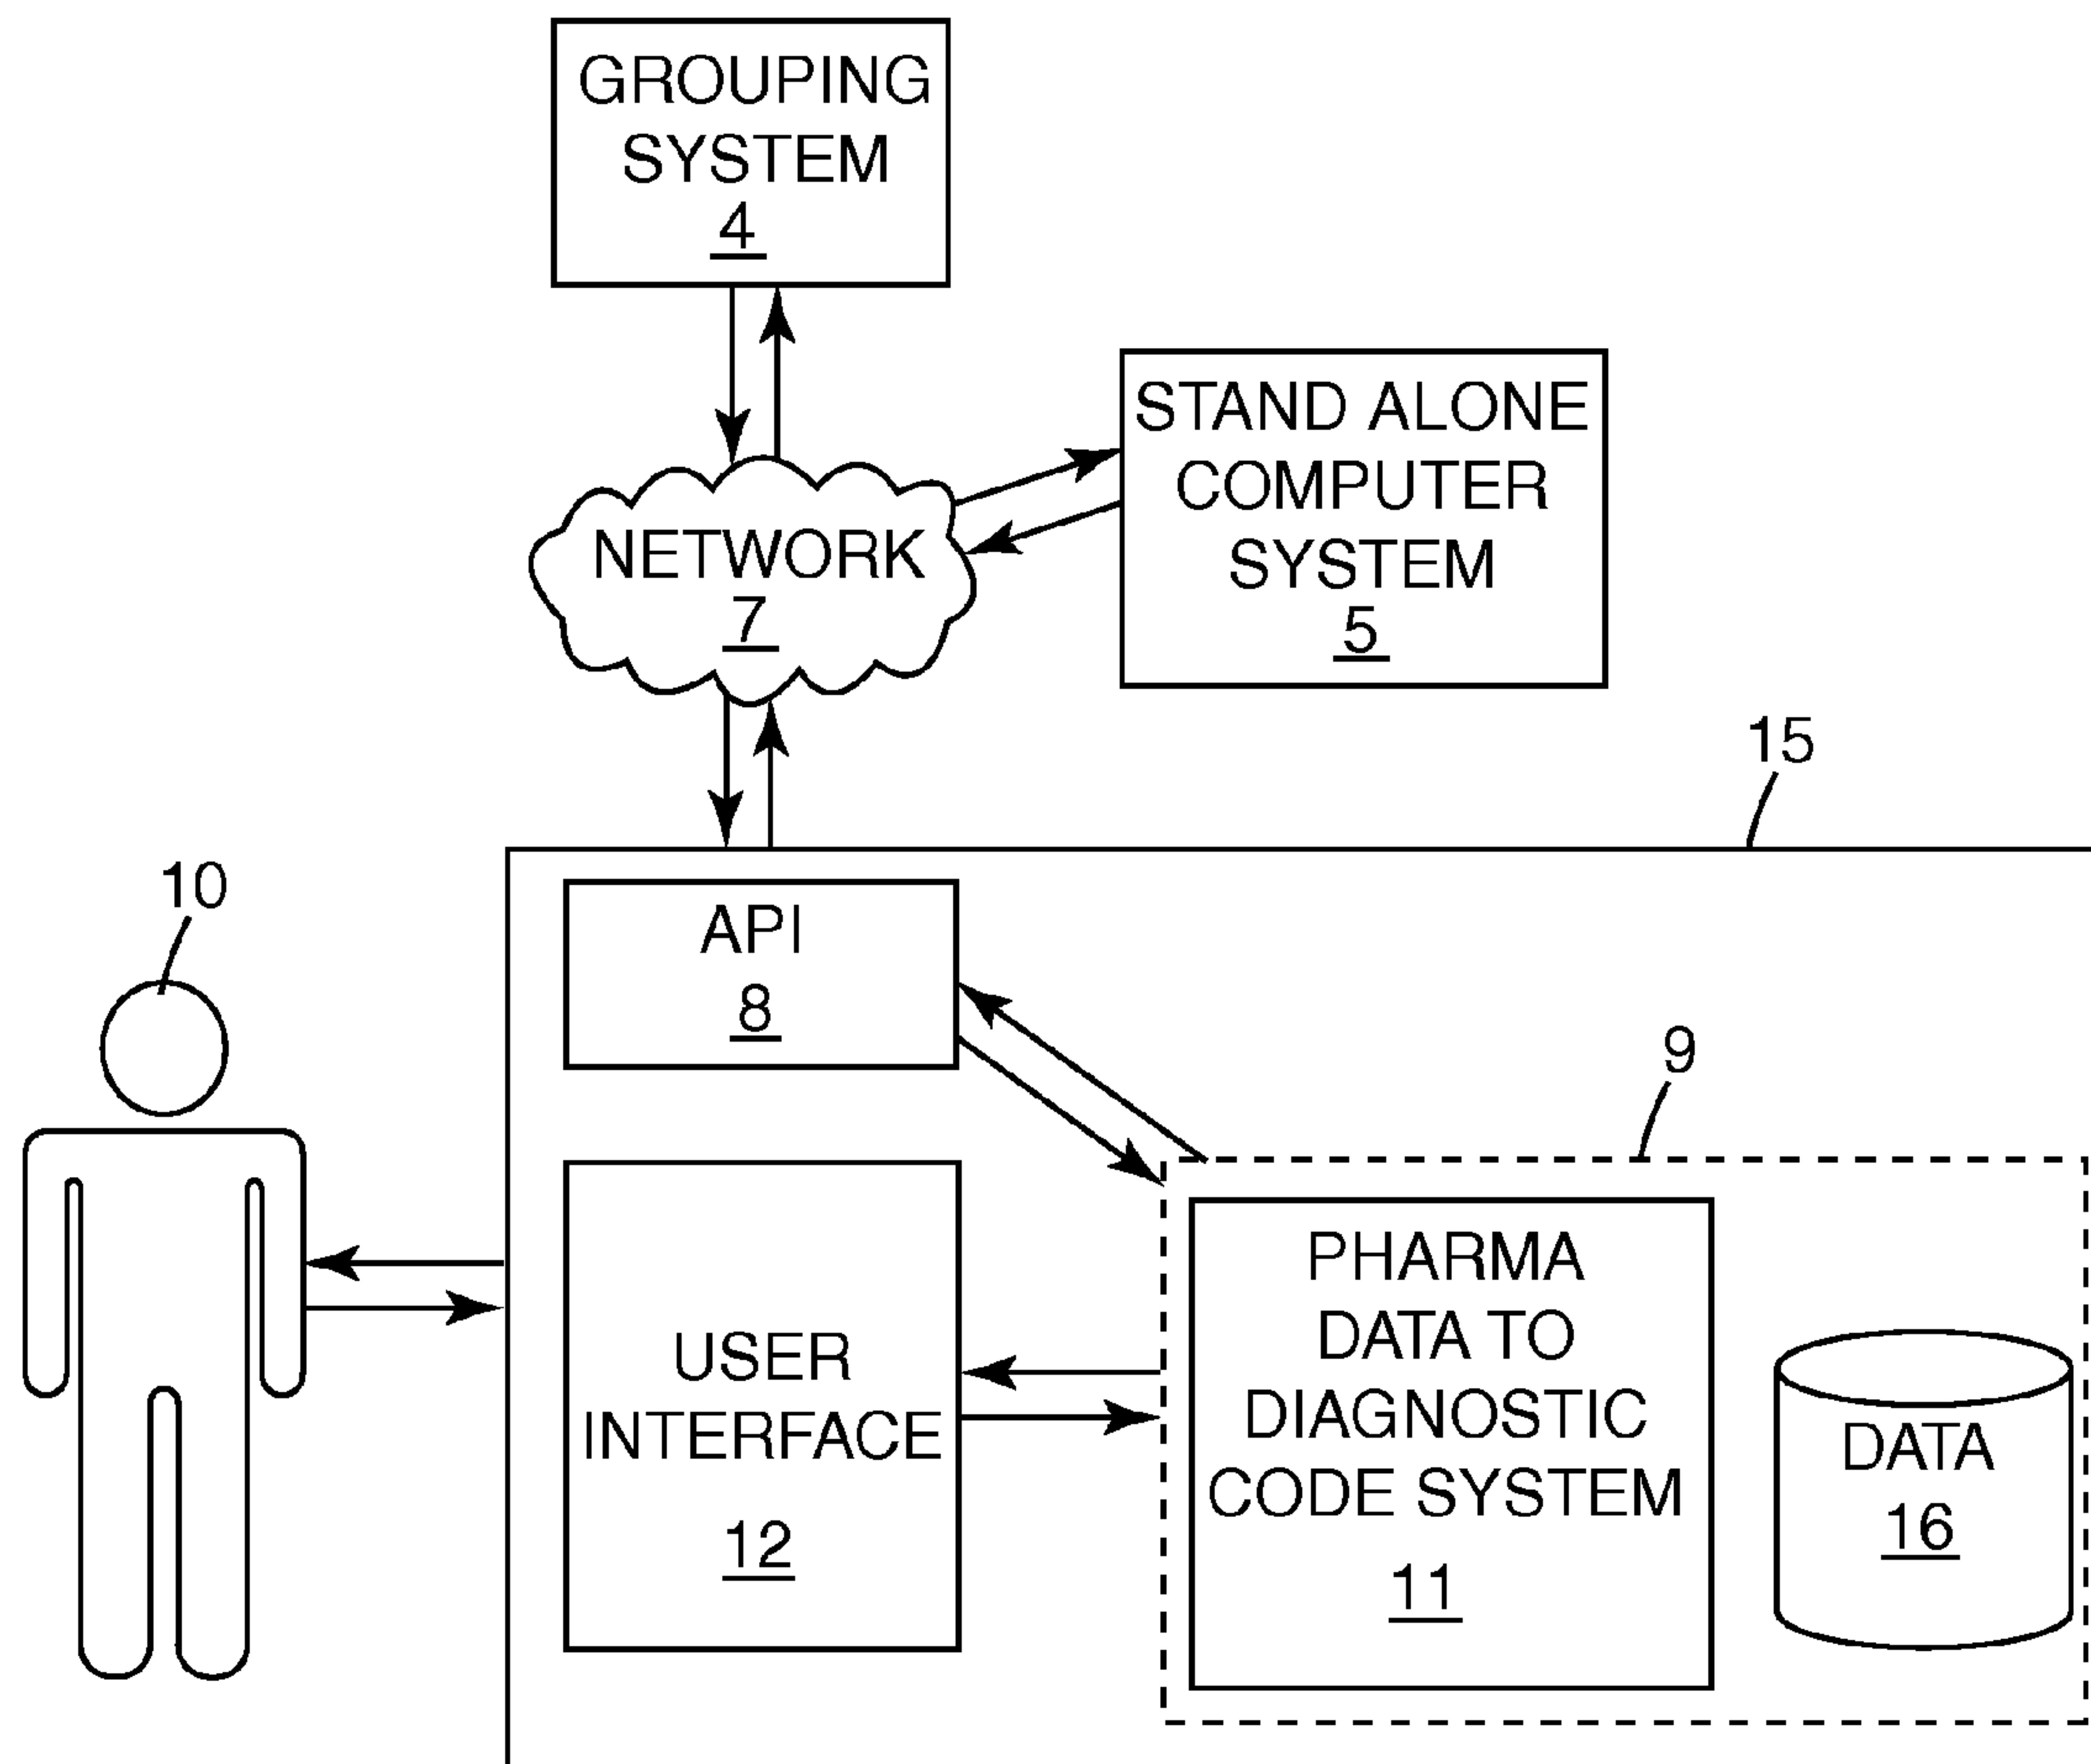 GROUPING
SYSTEM
4
STAND ALONE
COMPUTER
SYSTEM
5
NETWORK
7
15
10
API
8
9
USER
INTERFACE
12
PHARMA
DATA TO
DIAGNOSTIC
CODE SYSTEM
11
DATA
16